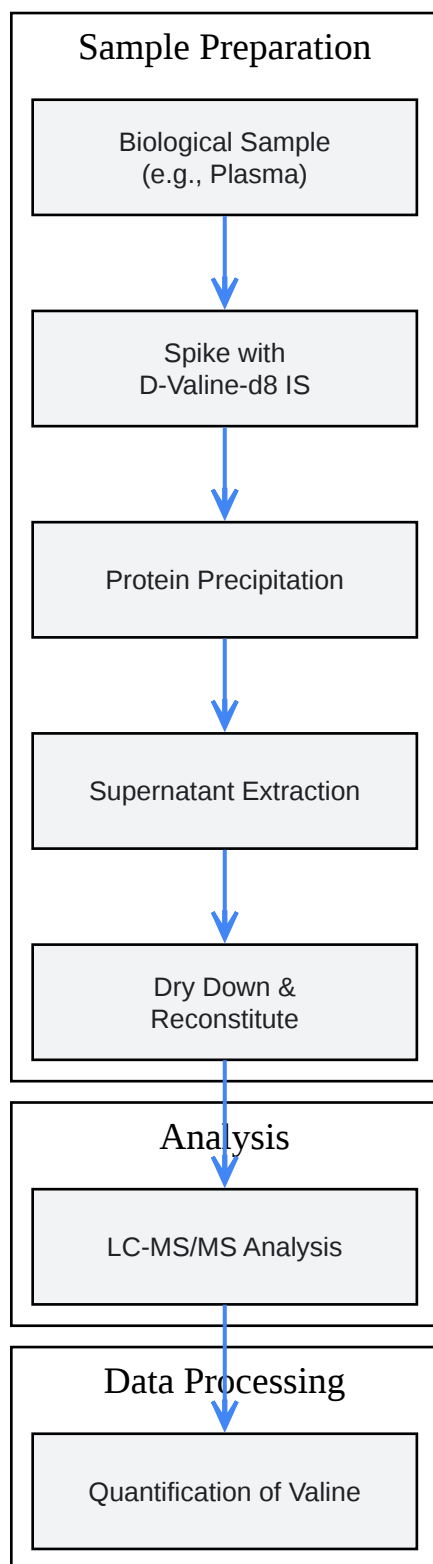 Sample Preparation
Biological Sample
(e.g., Plasma)
Spike with
D-Valine-d8 IS
Protein Precipitation
Supernatant Extraction
Dry Down &
Reconstitute
Analysis
LC-MS/MS Analysis
Data Processing
Quantification of Valine